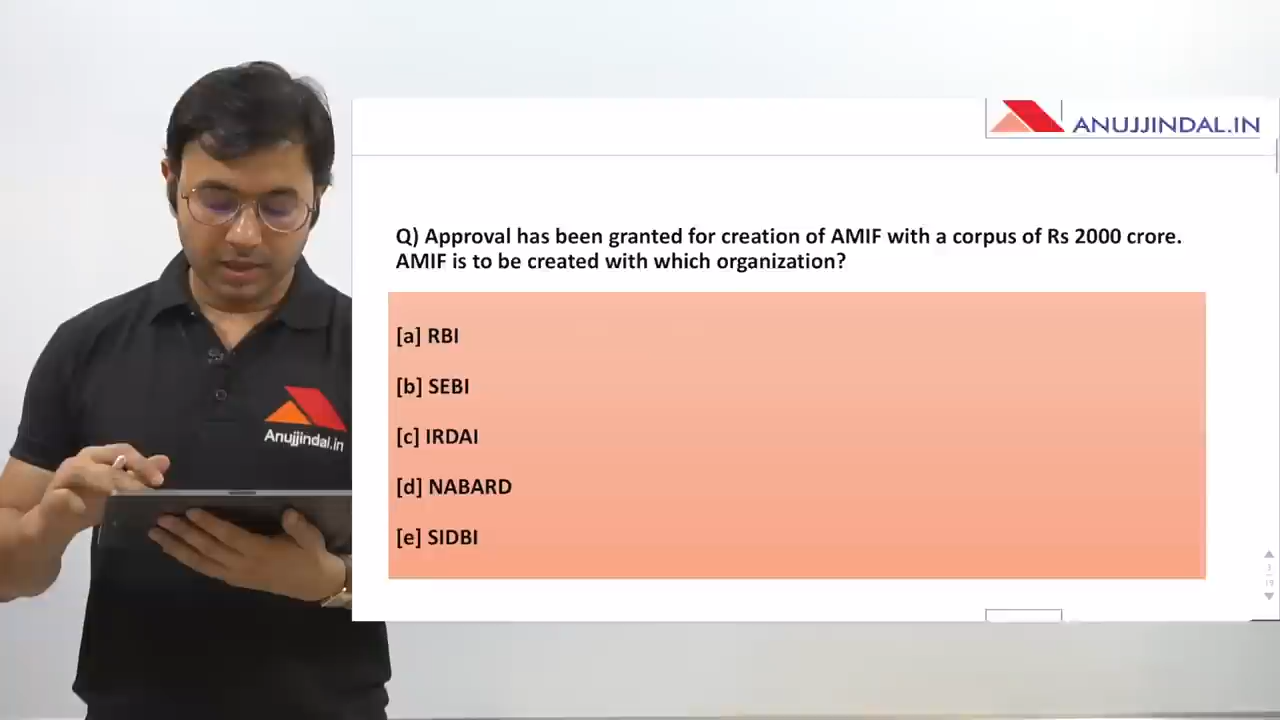 ANUJJINDAL.IN
Q) Approval has been granted for creation of AMIF with a corpus of Rs 2000 crore.
AMIF is to be created with which organization?
[a] RBI
[b] SEBI
[c] IRDAI
[d] NABARD
[e] SIDBI
Anujjindal.in